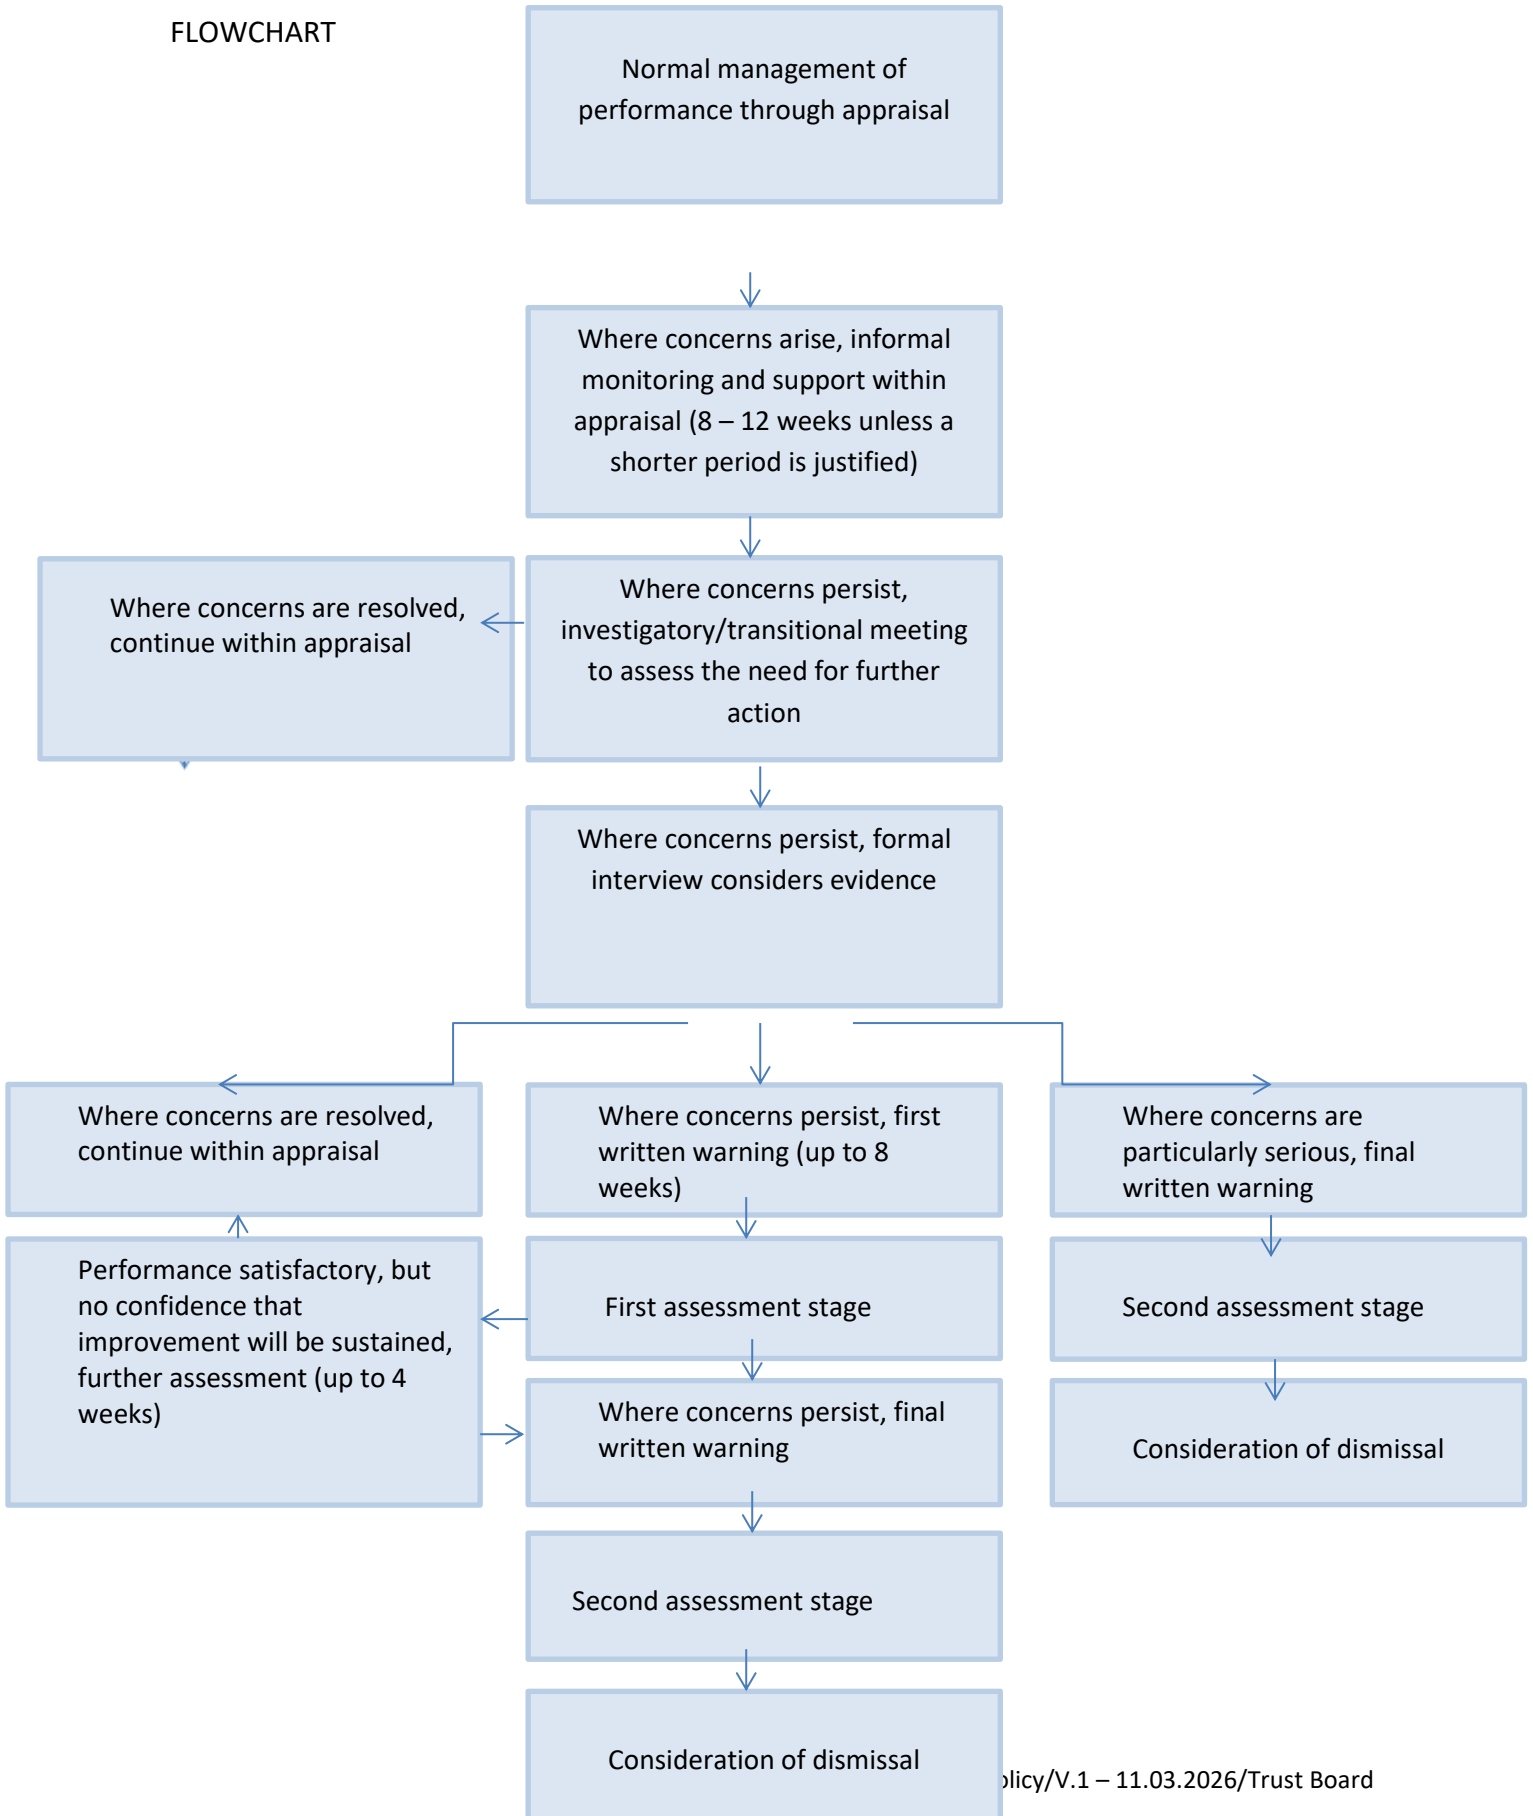 FLOWCHART
Normal management of
performance through appraisal
Where concerns arise, informal
monitoring and support within
appraisal (8 – 12 weeks unless a
shorter period is justified)
Where concerns are resolved,
continue within appraisal
Where concerns persist,
investigatory/transitional meeting
to assess the need for further
action
Where concerns persist, formal
interview considers evidence
Where concerns are resolved,
continue within appraisal
Where concerns persist, first
written warning (up to 8
weeks)
Where concerns are
particularly serious, final
written warning
Performance satisfactory, but
no confidence that
improvement will be sustained,
further assessment (up to 4
weeks)
First assessment stage
Second assessment stage
Where concerns persist, final
written warning
Consideration of dismissal
Second assessment stage
Consideration of dismissal
licy/V.1 – 11.03.2026/Trust Board